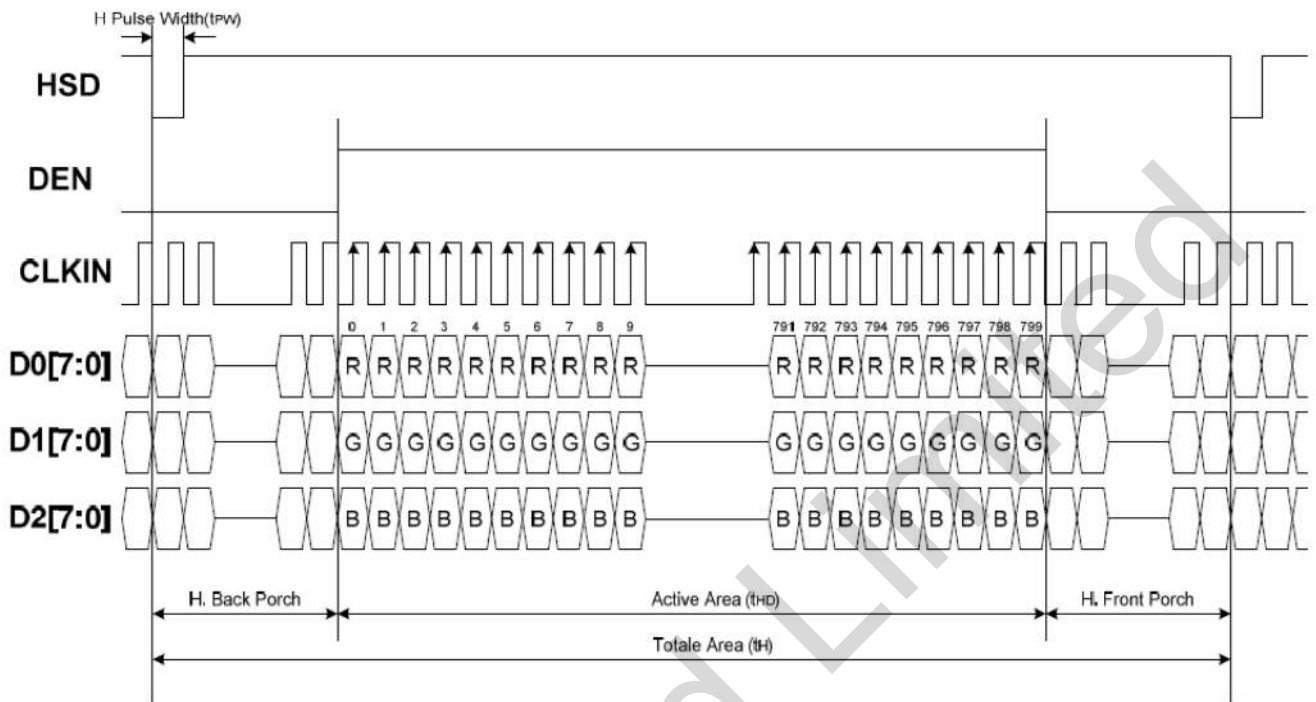 H Pulse Width(tPW)
HSD
DEN
CLKIN
0 1 2 3 4 5 6 7 8 9 791 792 793 794 795 796 797 798 799
D0[7:0] R R R R R R R R R R R R R R R R R R R
D1[7:0] G G G G G G G G G G G G G G G G G G G
D2[7:0] B B B B B B B B B B B B B B B B B B B
H. Back Porch Active Area (tHD) H. Front Porch
Totale Area (tH)
Limited